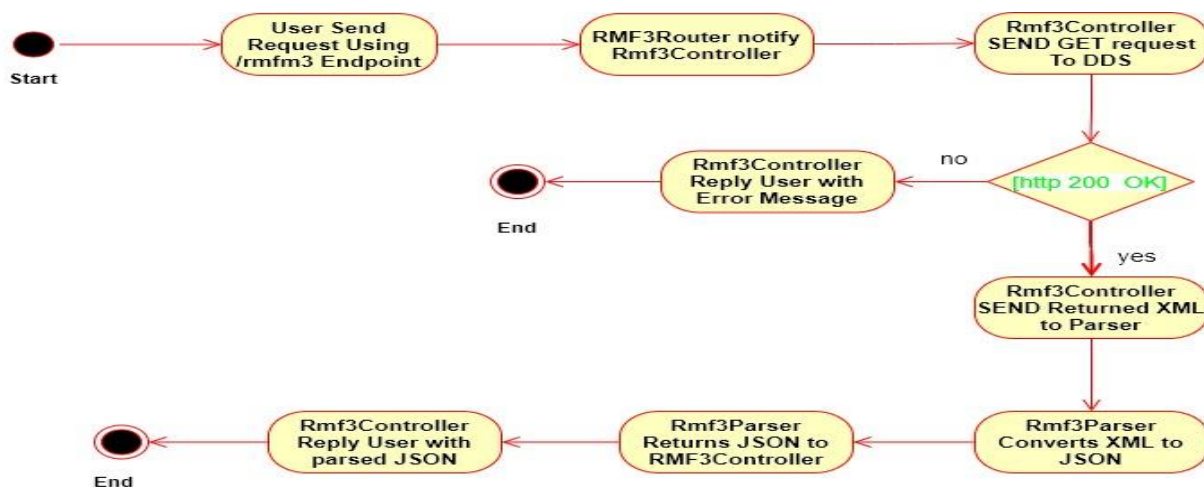 User Send
Request Using
/rmfm3 Endpoint
RMF3Router notify
Rmf3Controller
Rmf3Controller
SEND GET request
To DDS
Start
Rmf3Controller
Reply User with
Error Message
no
[http 200 OK]
End
yes
Rmf3Controller
SEND Returned XML
to Parser
Rmf3Controller
Reply User with
parsed JSON
Rmf3Parser
Returns JSON to
RMF3Controller
Rmf3Parser
Converts XML to
JSON
End